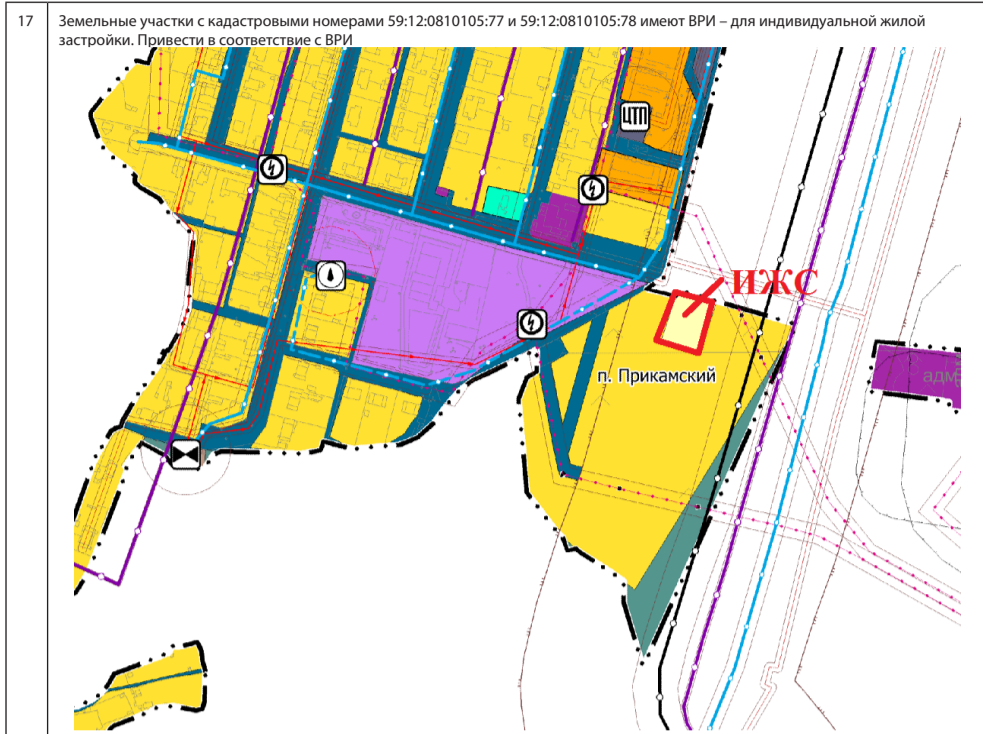 17
Земельные участки с кадастровыми номерами 59:12:0810105:77 и 59:12:0810105:78 имеют ВРИ – для индивидуальной жилой
застройки. Привести в соответствие с ВРИ
ЦТП
ИЖС
п. Прикамский
адм